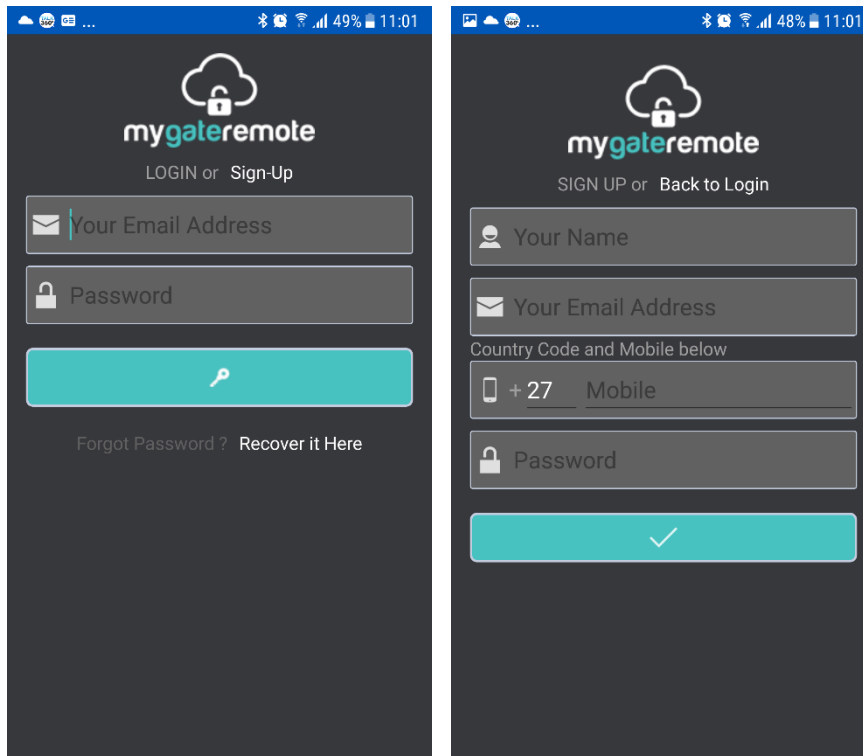 ... 49% 11:01
mygateremote
LOGIN or Sign-Up
Your Email Address
Password
Forgot Password ? Recover it Here
... 48% 11:01
mygateremote
SIGN UP or Back to Login
Your Name
Your Email Address
Country Code and Mobile below
+ 27 Mobile
Password